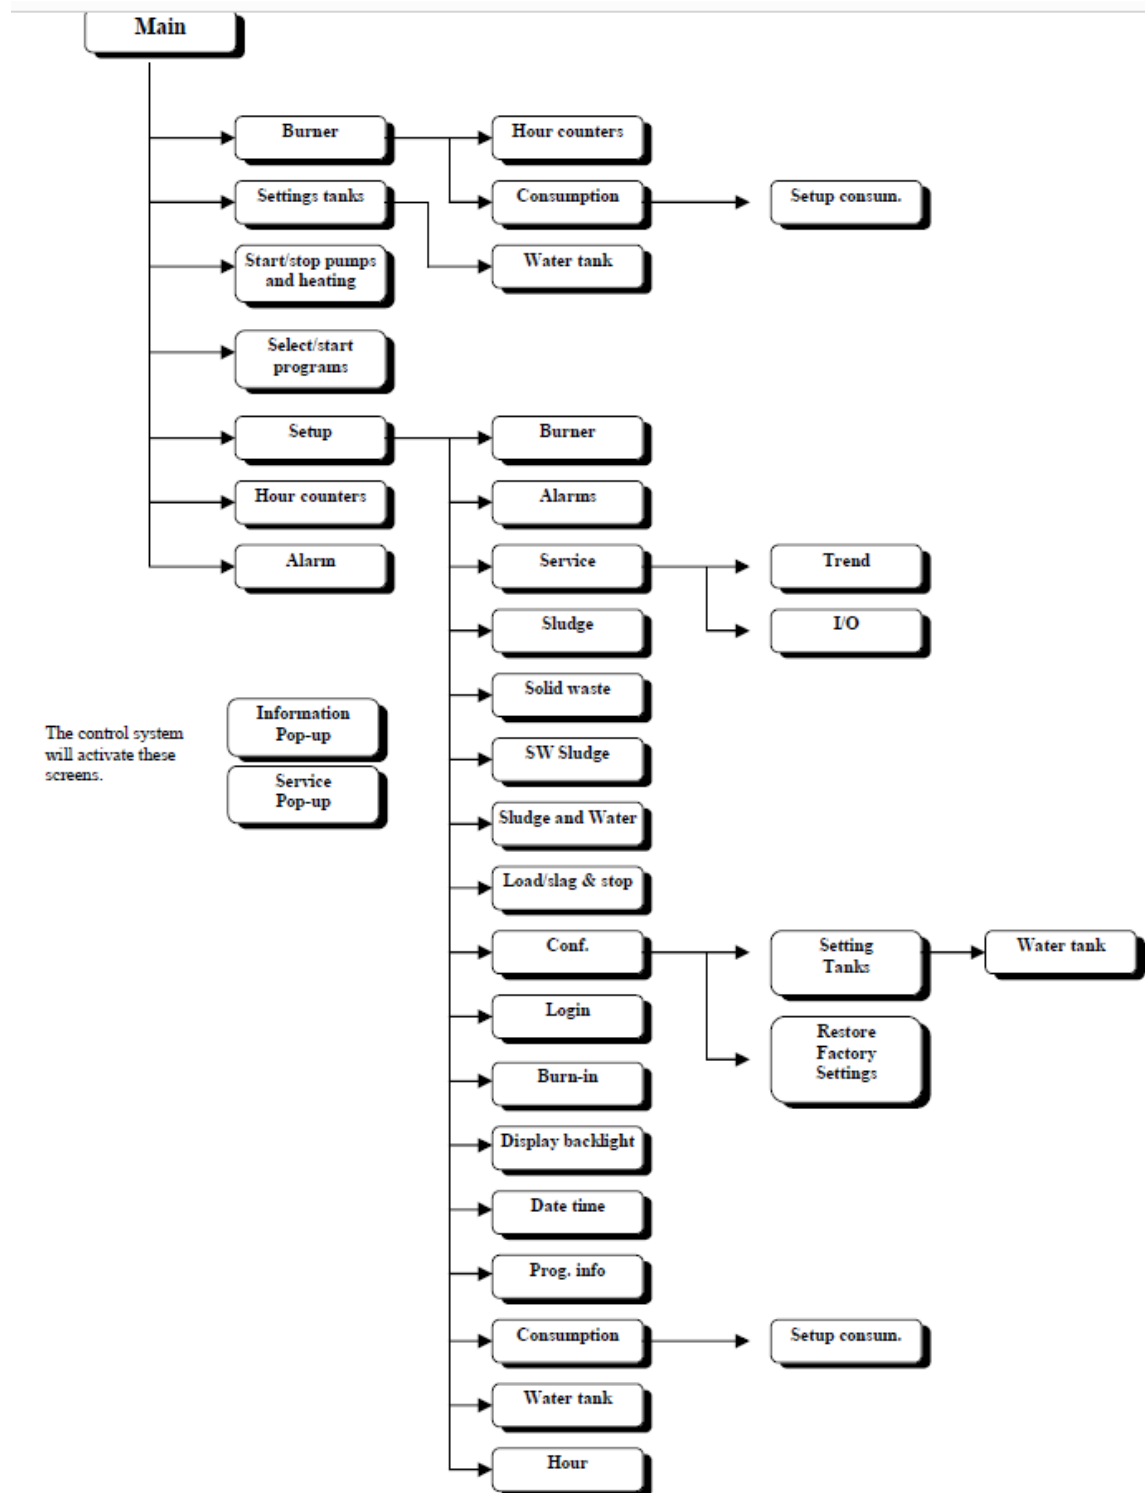 Main
Burner
Hour counters
Settings tanks
Consumption
Setup consum.
Start/stop pumps
and heating
Water tank
Select/start
programs
Setup
Burner
Hour counters
Alarms
Alarm
Service
Trend
Sludge
I/O
Solid waste
The control system
will activate these
screens.
Information
Pop-up
Service
Pop-up
SW Sludge
Sludge and Water
Load/slag & stop
Conf.
Setting
Tanks
Water tank
Login
Restore
Factory
Settings
Burn-in
Display backlight
Date time
Prog. info
Consumption
Setup consum.
Water tank
Hour